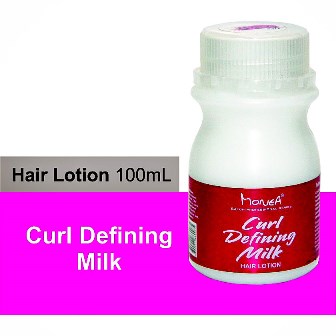 Hair Lotion 100mL
Curl Defining
Milk
MONEA
Curl
Defining
Milk
HAIR LOTION